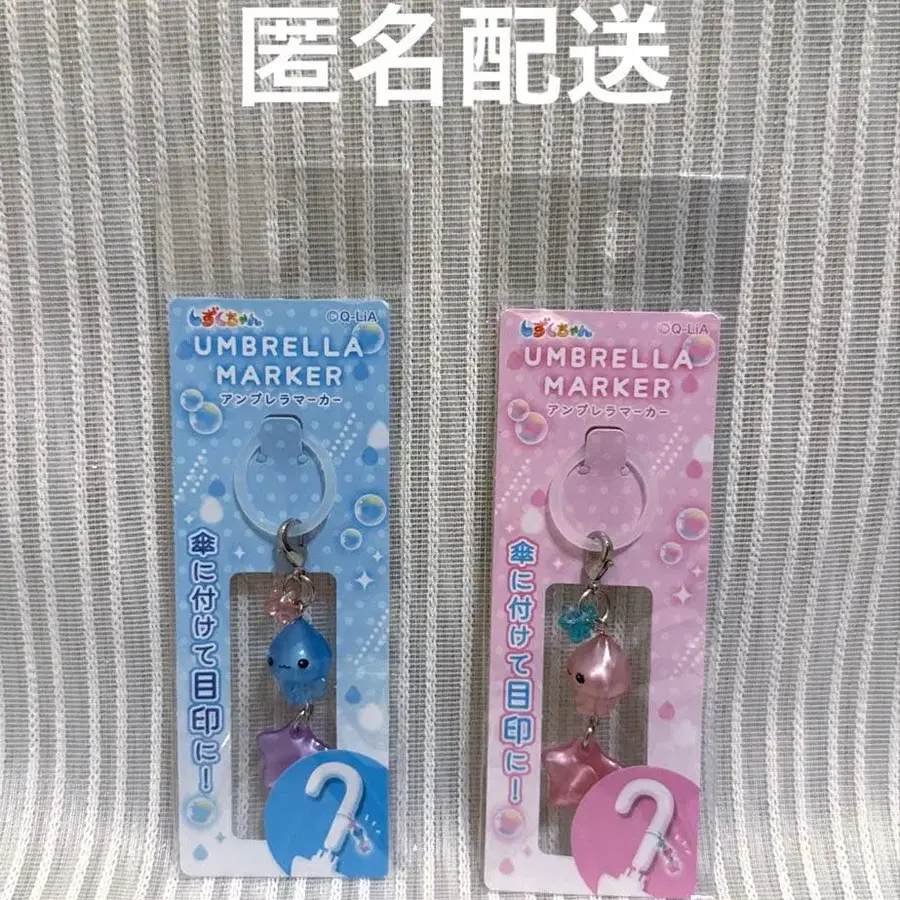 匿名配送
しずくちゃん
©Q-LiA
UMBRELLA
MARKER
アンブレラマーカー
傘に付けて目印に!
しずくちゃん
©Q-LiA
UMBRELLA
MARKER
アンブレラマーカー
傘に付けて目印に!